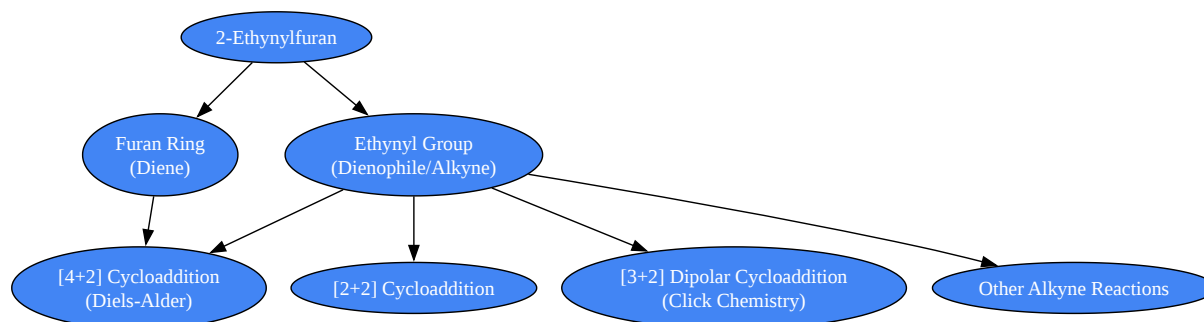 2-Ethynylfuran
Furan Ring
(Diene)
Ethynyl Group
(Dienophile/Alkyne)
[4+2] Cycloaddition
(Diels-Alder)
[2+2] Cycloaddition
[3+2] Dipolar Cycloaddition
(Click Chemistry)
Other Alkyne Reactions